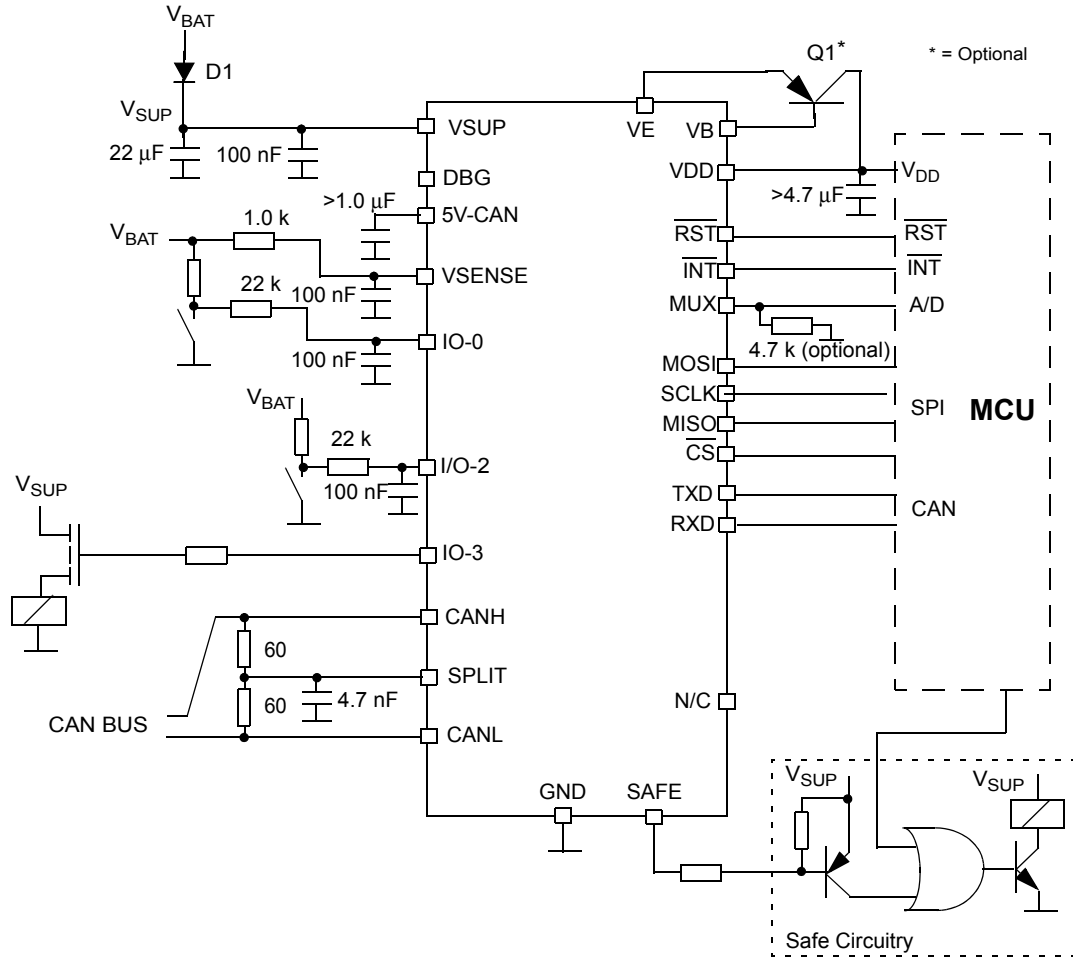 V_BAT
D1
Q1*
* = Optional
V_SUP
VSUP
VE
VB
22 μF
100 nF
VDD
V_DD
DBG
>4.7 μF
>1.0 μF
5V-CAN
V_BAT
1.0 k
RST
RST
VSENSE
100 nF
INT
INT
22 k
MUX
A/D
IO-0
100 nF
4.7 k (optional)
MOSI
SCLK
SPI
MCU
MISO
V_BAT
22 k
I/O-2
100 nF
CS
TXD
CAN
RXD
V_SUP
IO-3
CANH
60
SPLIT
4.7 nF
60
N/C
CAN BUS
CANL
GND
SAFE
V_SUP
V_SUP
Safe Circuitry